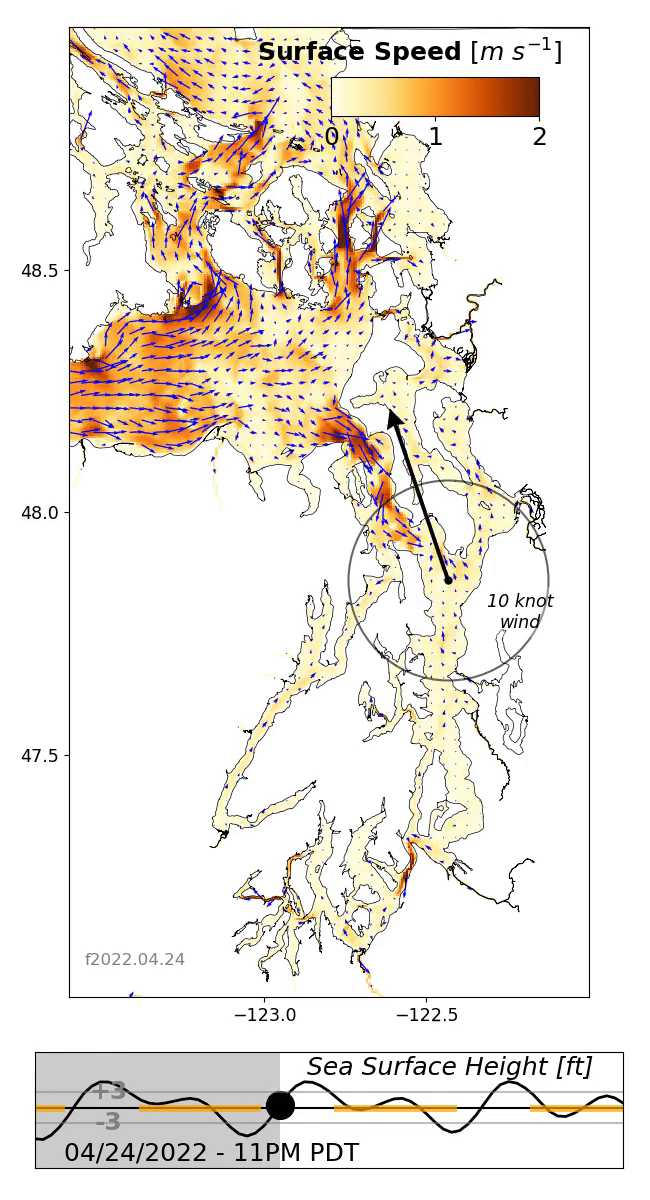 Surface Speed [m s⁻¹]
0 1 2
48.5
48.0
47.5
10 knot
wind
f2022.04.24
−123.0 −122.5
Sea Surface Height [ft]
+3
-3
04/24/2022 - 11PM PDT